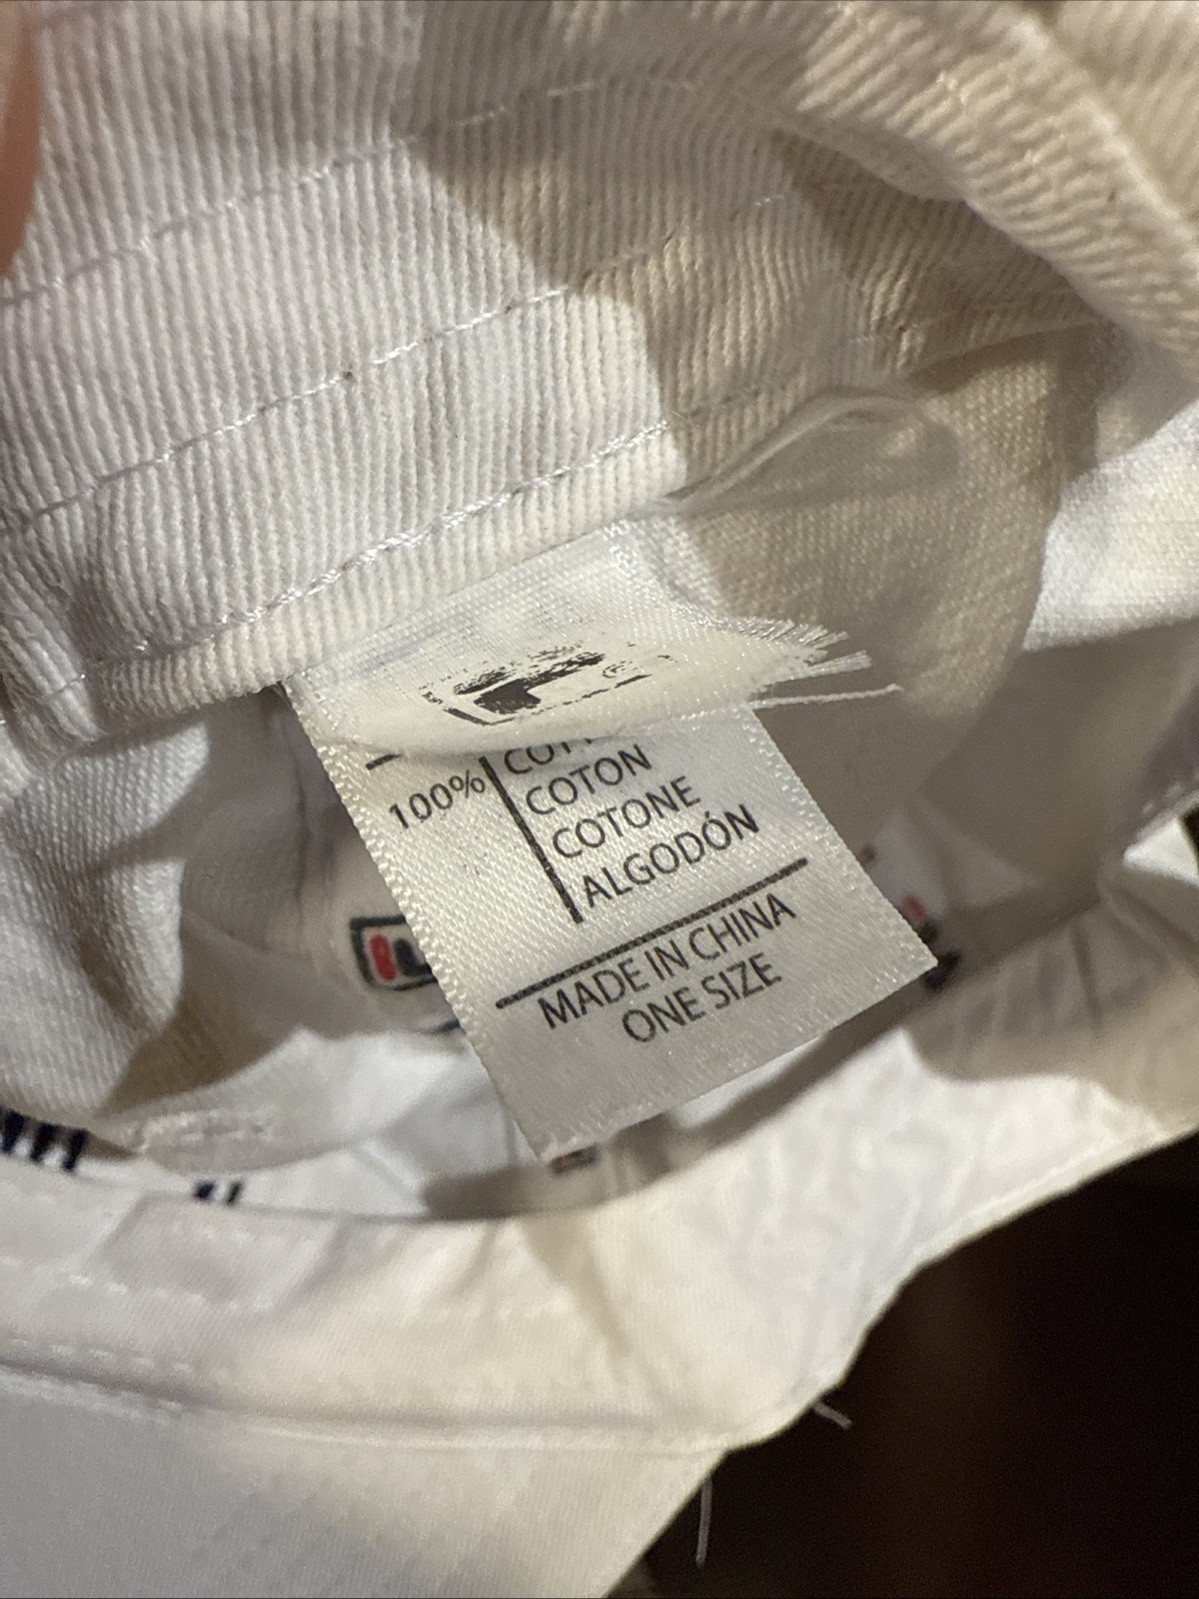 100%
COTON
COTONE
ALGODÓN
MADE IN CHINA
ONE SIZE